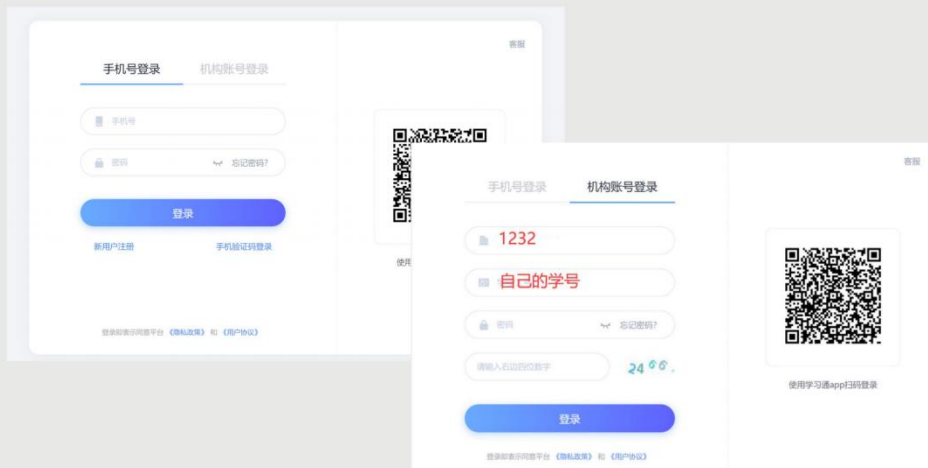 客服
手机号登录 机构账号登录
手机号
密码 忘记密码?
登录
新用户注册 手机验证码登录
使用
登录即表示同意平台 《隐私政策》 和 《用户协议》
客服
手机号登录 机构账号登录
1232
自己的学号
密码 忘记密码?
请输入右边四位数字 2466
登录
使用学习通app扫码登录
登录即表示同意平台 《隐私政策》 和 《用户协议》